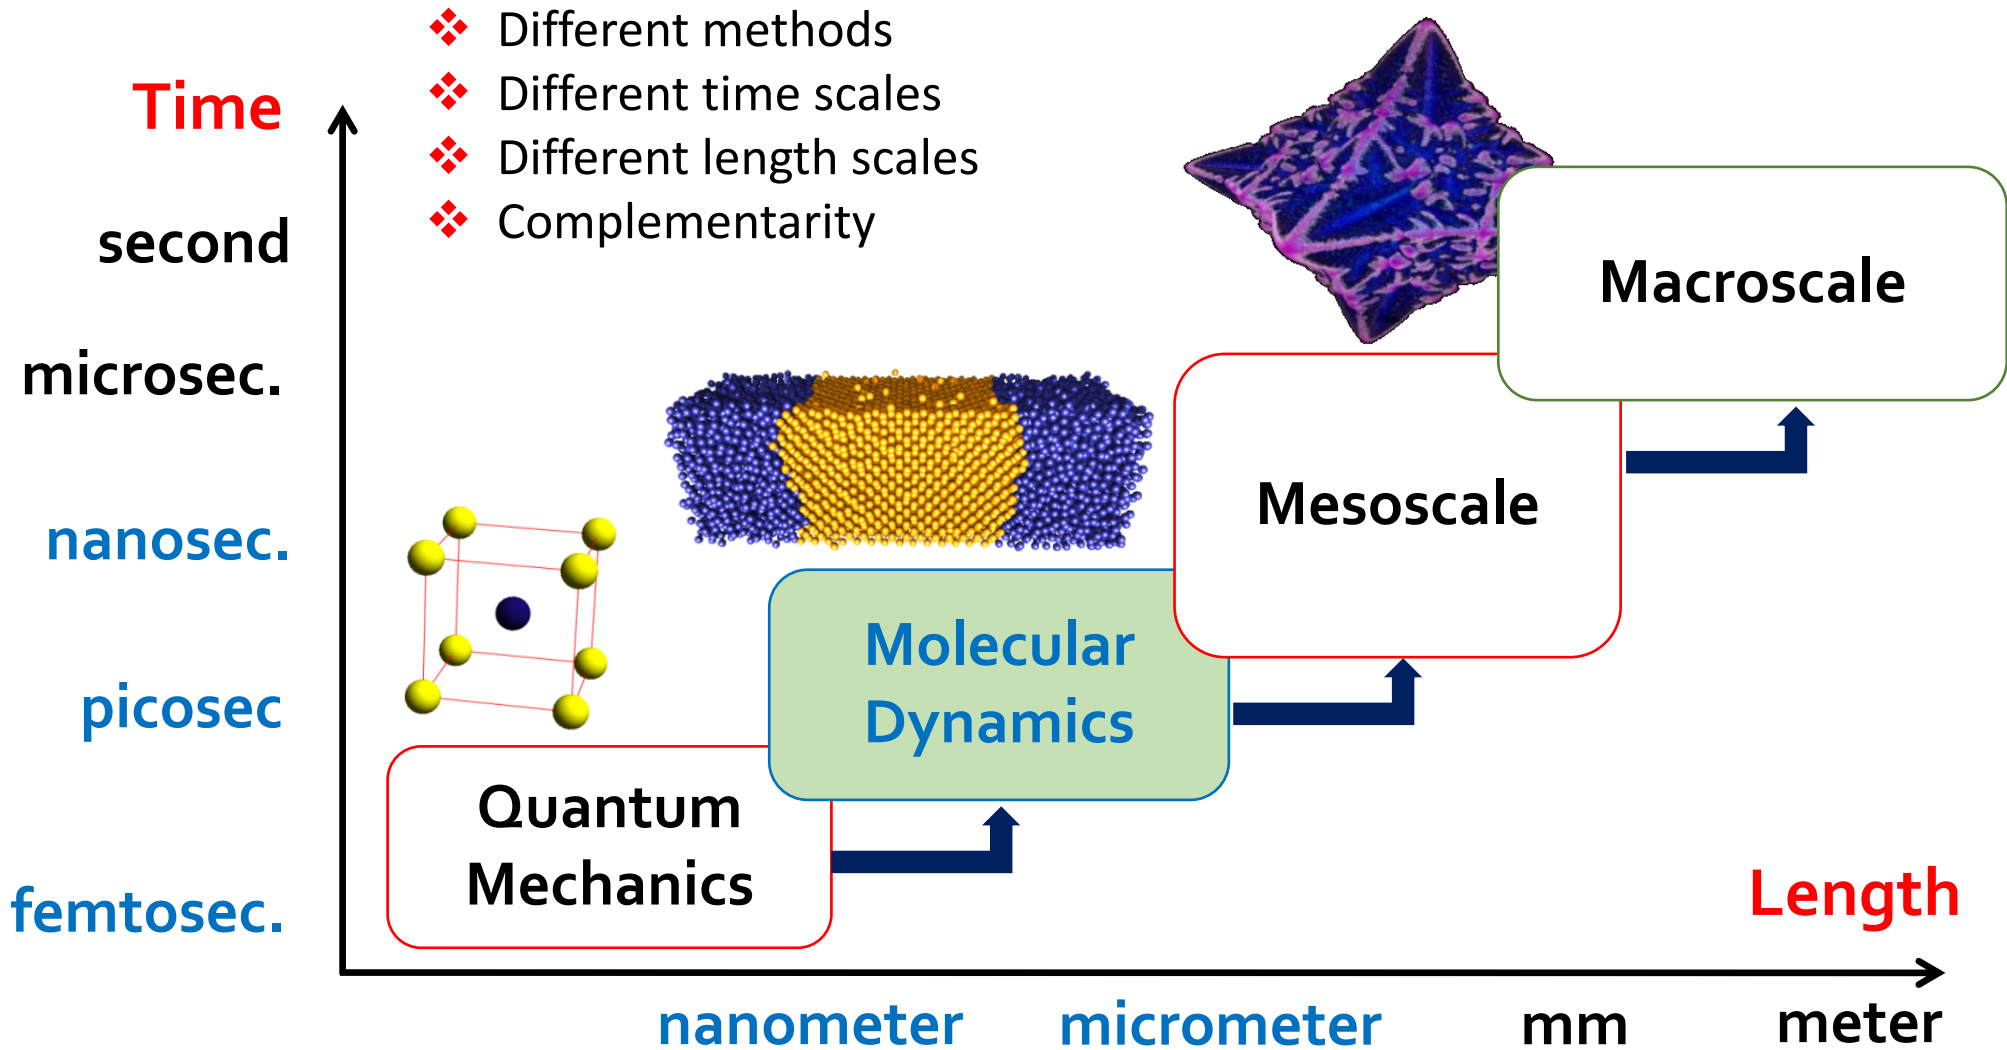 Different methods
Different time scales
Different length scales
Complementarity
Time
second
microsec.
nanosec.
picosec
femtosec.
Macroscale
Mesoscale
Molecular
Dynamics
Quantum
Mechanics
Length
nanometer
micrometer
mm
meter